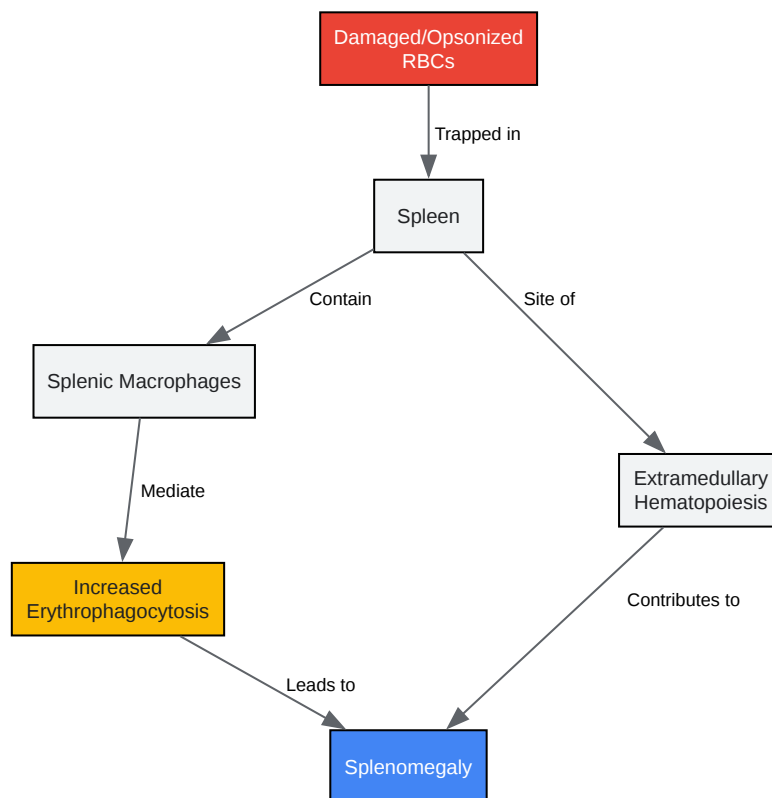 Damaged/Opsonized
RBCs
Trapped in
Spleen
Contain
Site of
Splenic Macrophages
Mediate
Extramedullary
Hematopoiesis
Increased
Erythrophagocytosis
Contributes to
Leads to
Splenomegaly